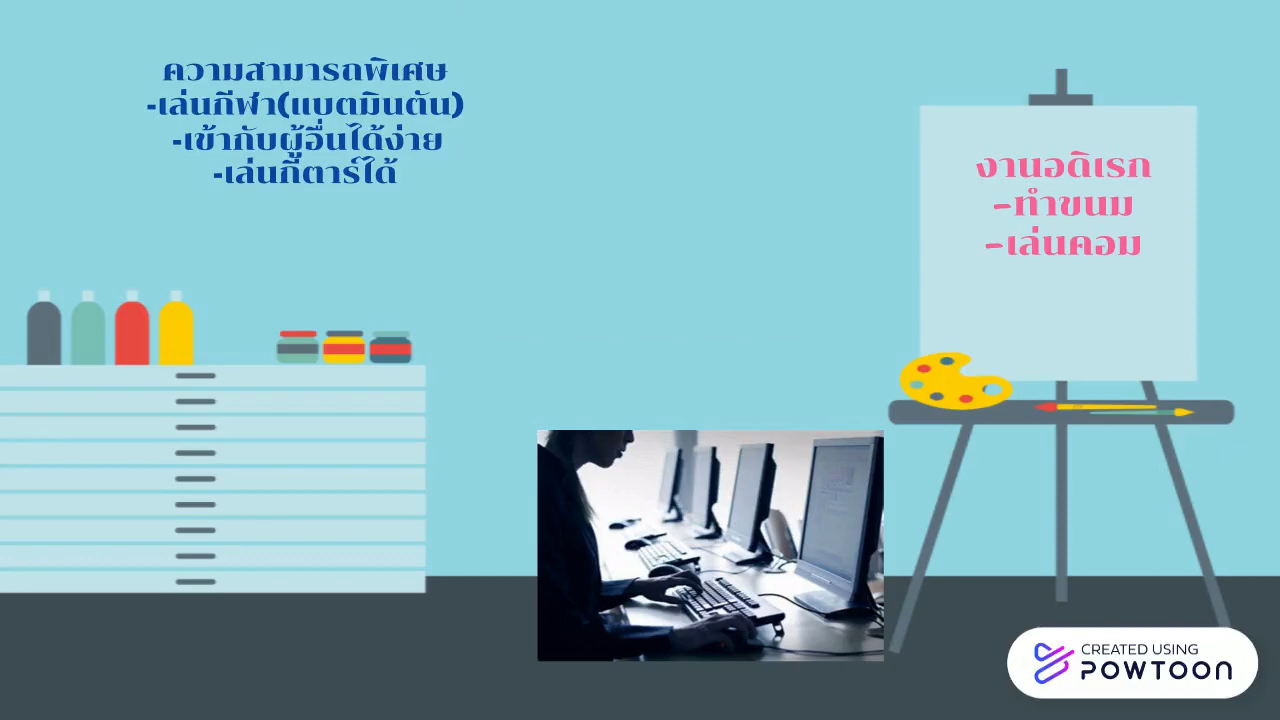 ความสามารถพิเศษ
-เล่นกีฬา(แบตมินตัน)
-เข้ากับผู้อื่นได้ง่าย
-เล่นกีตาร์ได้
งานอดิเรก
-ทำขนม
-เล่นคอม
CREATED USING
POWTOON